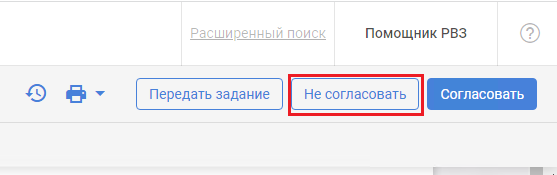 Расширенный поиск Помощник РВЗ ?
Передать задание Не согласовать Согласовать